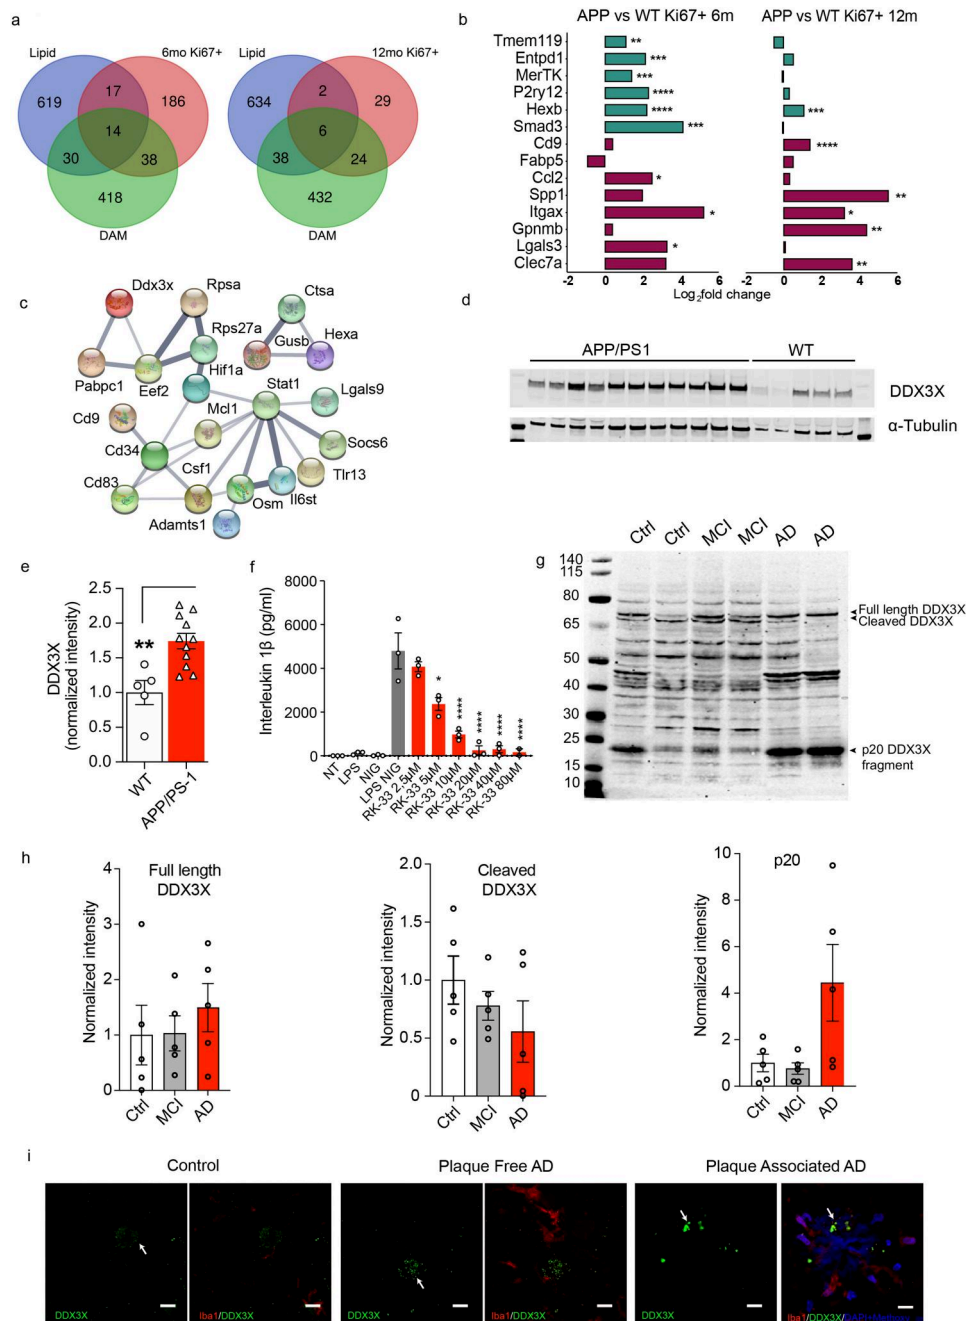 a
Lipid
6mo Ki67+
619
17
186
14
30
38
418
DAM
Lipid
12mo Ki67+
634
2
29
6
38
24
432
DAM
b
APP vs WT Ki67+ 6m
APP vs WT Ki67+ 12m
Tmem119
**
Entpd1
***
MerTK
***
P2ry12
****
Hexb
****
***
Smad3
***
Cd9
****
Fabp5
Ccl2
*
Spp1
**
Itgax
*
*
Gpnmb
**
Lgals3
*
Clec7a
**
-2 0 2 4 6
-2 0 2 4 6
Log2fold change
c
Ddx3x
Rpsa
Ctsa
Rps27a
Gusb
Hexa
Pabpc1
Eef2
Hif1a
Stat1
Lgals9
Cd9
Mcl1
Cd34
Socs6
Cd83
Csf1
Tlr13
Osm
Il6st
Adamts1
d
APP/PS1
WT
DDX3X
α-Tubulin
e
DDX3X
(normalized intensity)
2.5
2.0
1.5
1.0
0.5
0.0
**
WT
APP/PS-1
f
Interleukin 1β (pg/ml)
8000
6000
4000
2000
0
*
****
****
****
****
NT
LPS
NIG
LPS NIG
RK-33 2,5µM
RK-33 5µM
RK-33 10µM
RK-33 20µM
RK-33 40µM
RK-33 80µM
g
Ctrl
Ctrl
MCI
MCI
AD
AD
140
115
80
65
50
40
30
25
15
10
Full length DDX3X
Cleaved DDX3X
p20 DDX3X
fragment
h
Full length
DDX3X
Normalized intensity
4
3
2
1
0
Ctrl
MCI
AD
Cleaved
DDX3X
Normalized intensity
2.0
1.5
1.0
0.5
0
Ctrl
MCI
AD
p20
Normalized intensity
10
8
6
4
2
0
Ctrl
MCI
AD
i
Control
Plaque Free AD
Plaque Associated AD
DDX3X
Iba1/DDX3X
DDX3X
Iba1/DDX3X
DDX3X
Iba1/DDX3X/